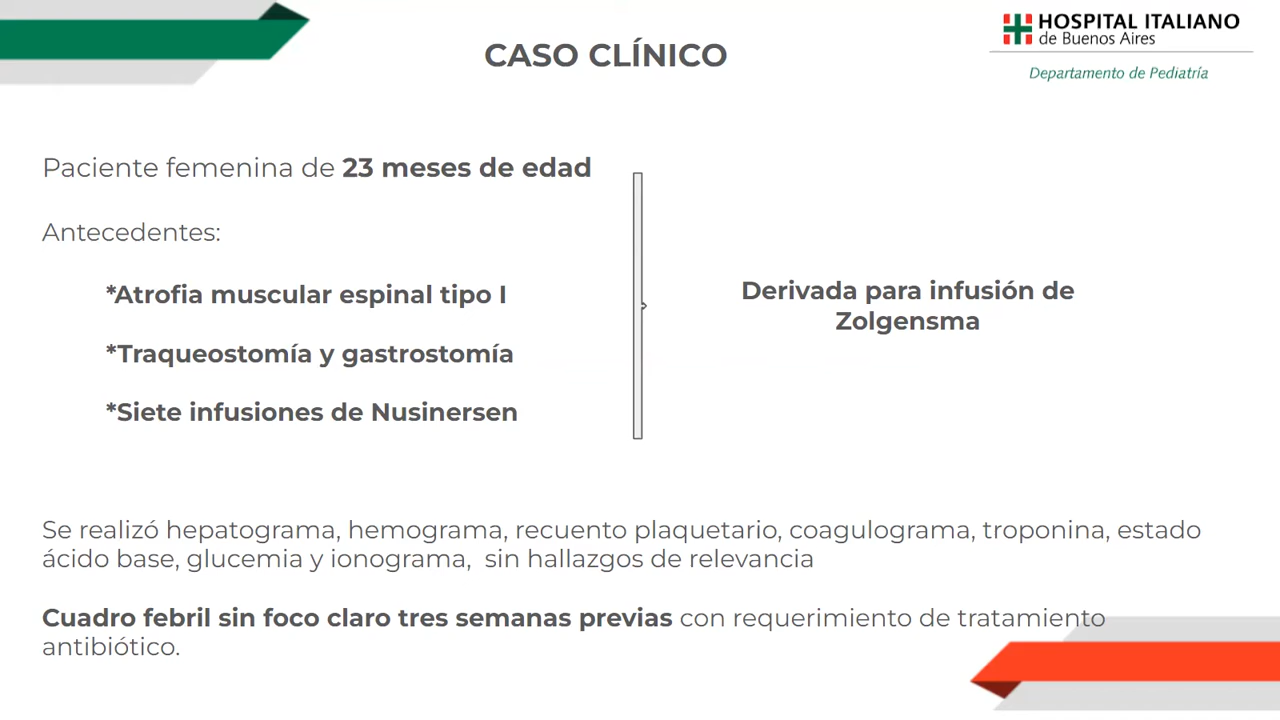 HOSPITAL ITALIANO
de Buenos Aires
Departamento de Pediatría
CASO CLÍNICO
Paciente femenina de 23 meses de edad
Antecedentes:
*Atrofia muscular espinal tipo I
*Traqueostomía y gastrostomía
*Siete infusiones de Nusinersen
Derivada para infusión de
Zolgensma
Se realizó hepatograma, hemograma, recuento plaquetario, coagulograma, troponina, estado
ácido base, glucemia y ionograma, sin hallazgos de relevancia
Cuadro febril sin foco claro tres semanas previas con requerimiento de tratamiento
antibiótico.